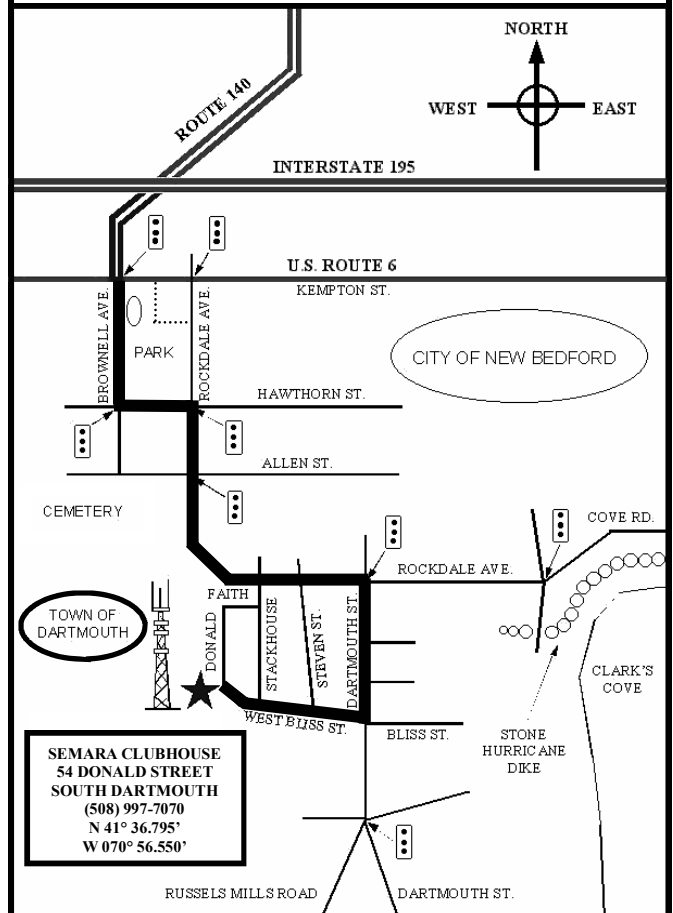 NORTH
ROUTE 140
WEST
EAST
INTERSTATE 195
U.S. ROUTE 6
KEMPTON ST.
BROWNELL AVE.
ROCKDALE AVE.
PARK
CITY OF NEW BEDFORD
HAWTHORN ST.
ALLEN ST.
CEMETERY
COVE RD.
ROCKDALE AVE.
FAITH
TOWN OF
DARTMOUTH
DONALD
STACKHOUSE
STEVEN ST.
DARTMOUTH ST.
CLARK'S
COVE
WEST BLISS ST.
BLISS ST.
STONE
HURRICANE
DIKE
SEMARA CLUBHOUSE
54 DONALD STREET
SOUTH DARTMOUTH
(508) 997-7070
N 41° 36.795’
W 070° 56.550’
RUSSELS MILLS ROAD
DARTMOUTH ST.